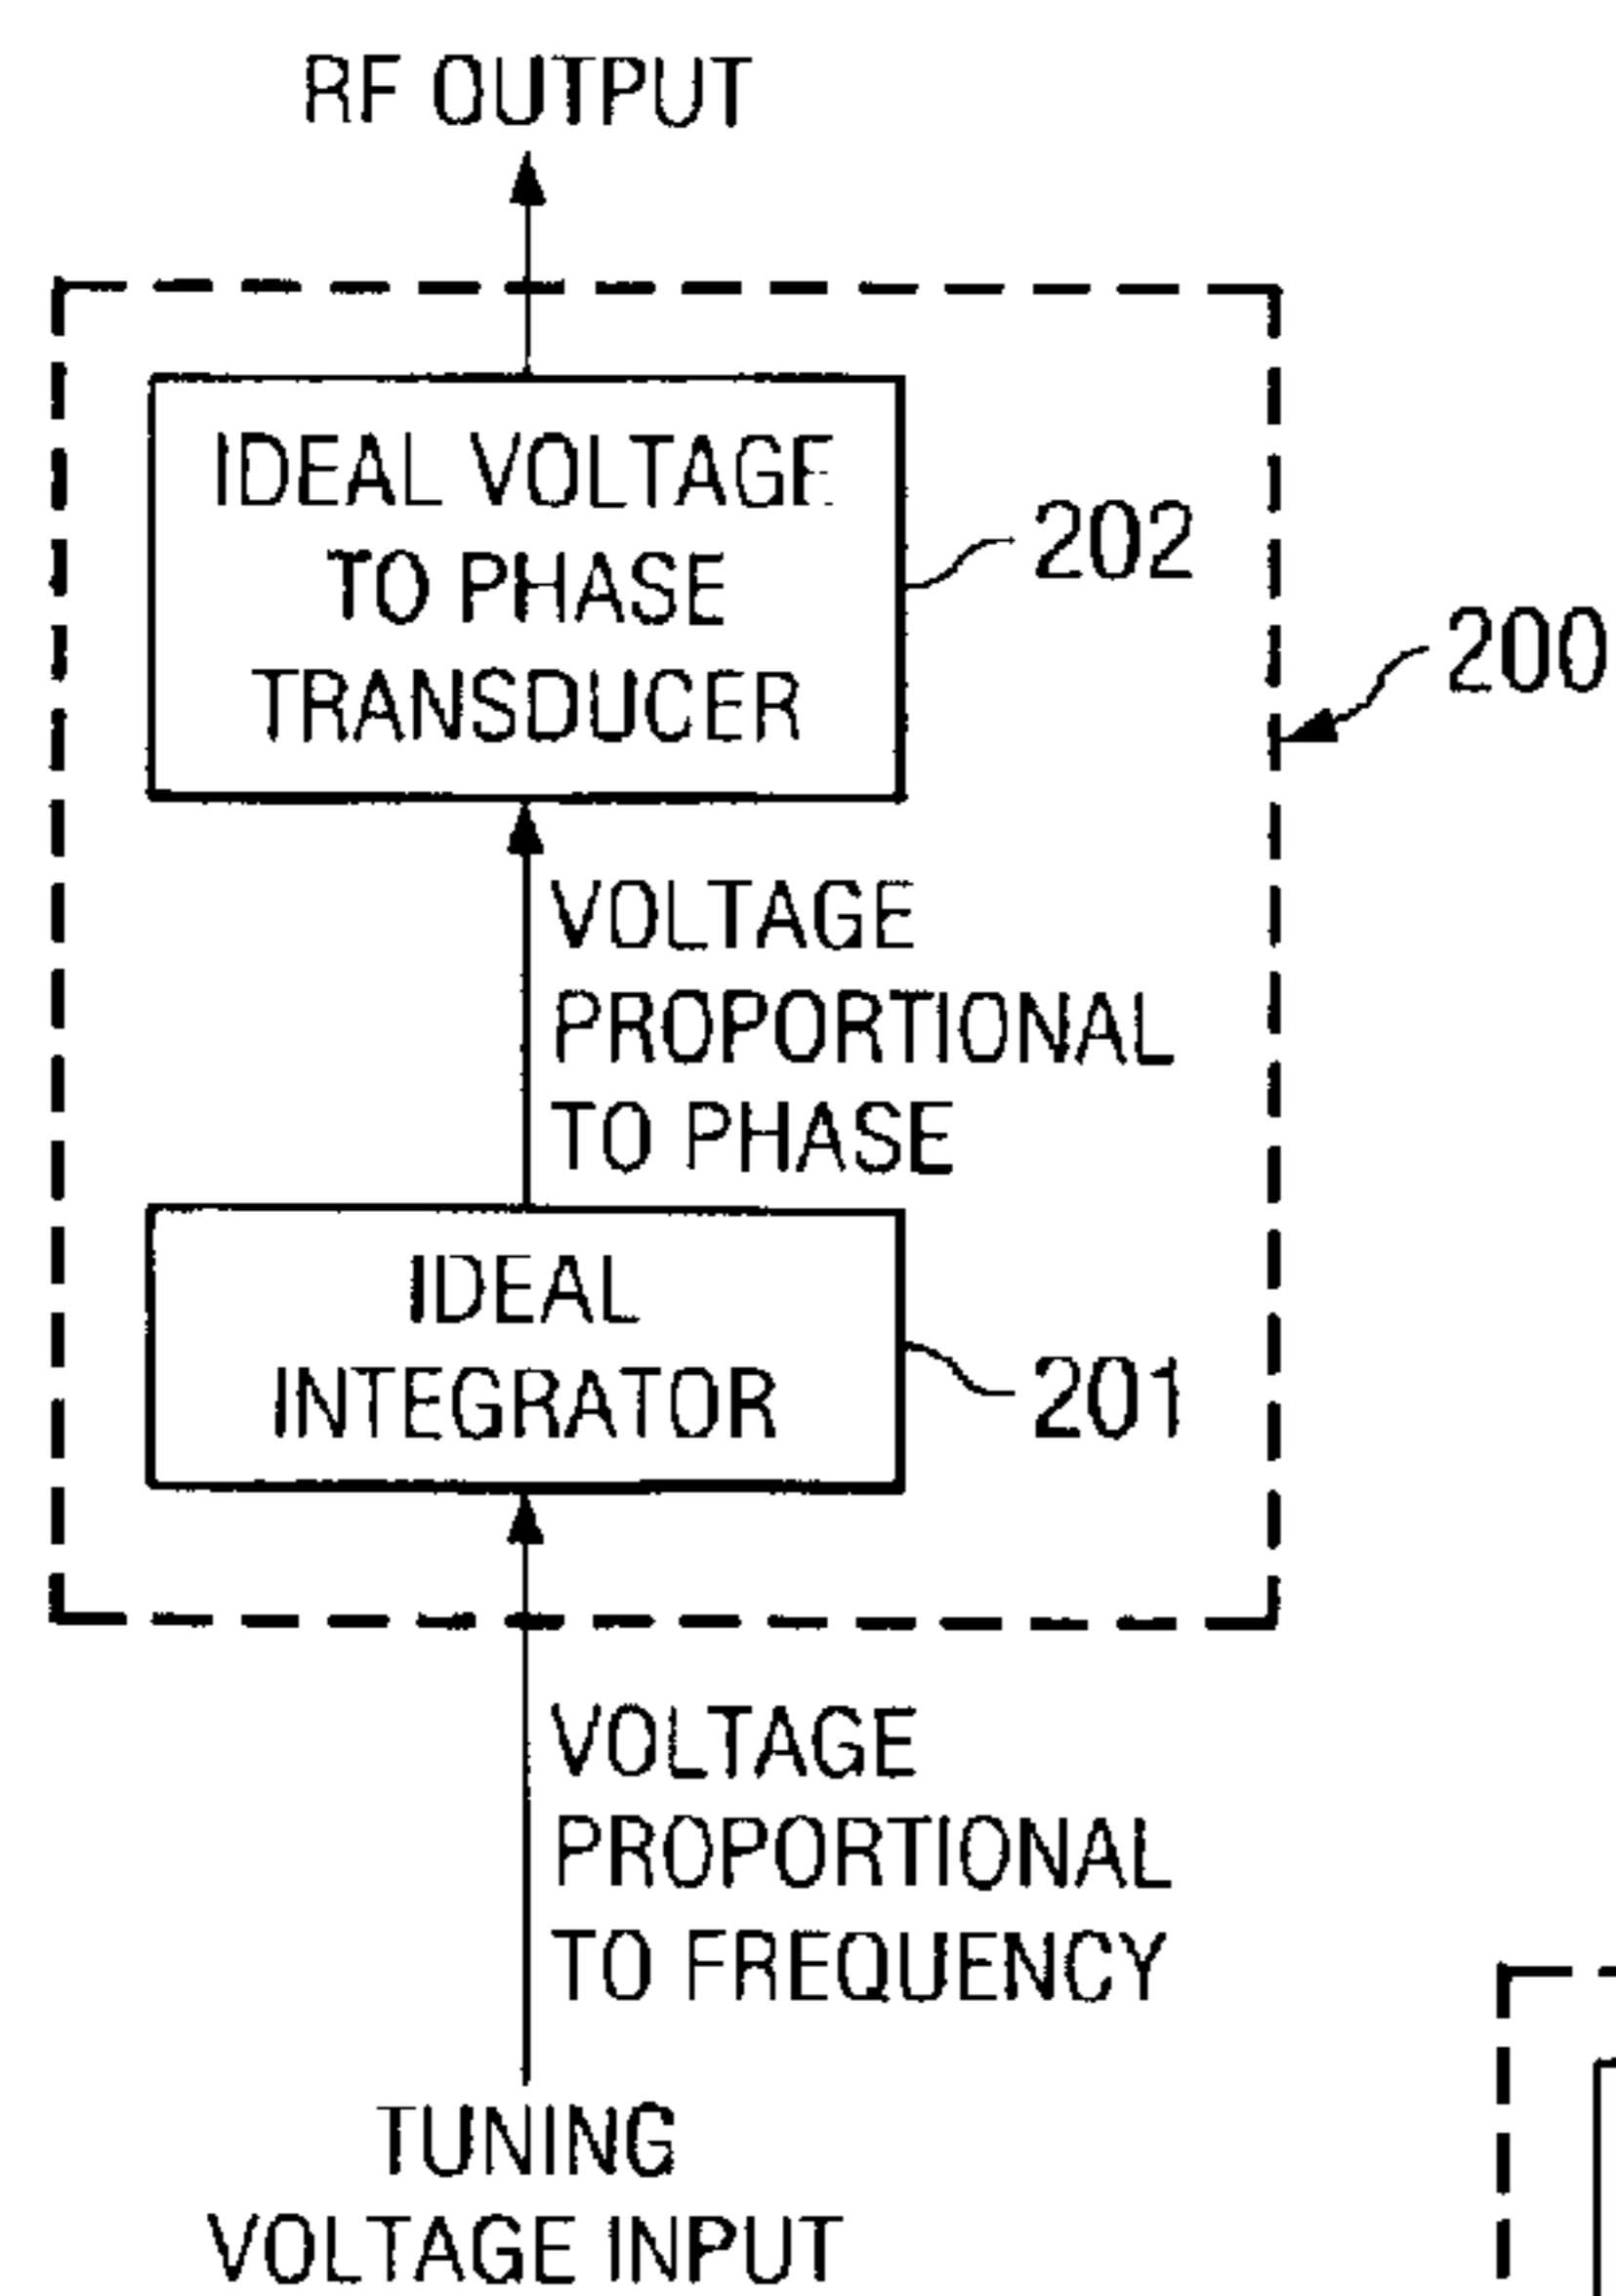 RF OUTPUT
IDEAL VOLTAGE
TO PHASE
TRANSDUCER
202
200
VOLTAGE
PROPORTIONAL
TO PHASE
IDEAL
INTEGRATOR
201
VOLTAGE
PROPORTIONAL
TO FREQUENCY
TUNING
VOLTAGE INPUT